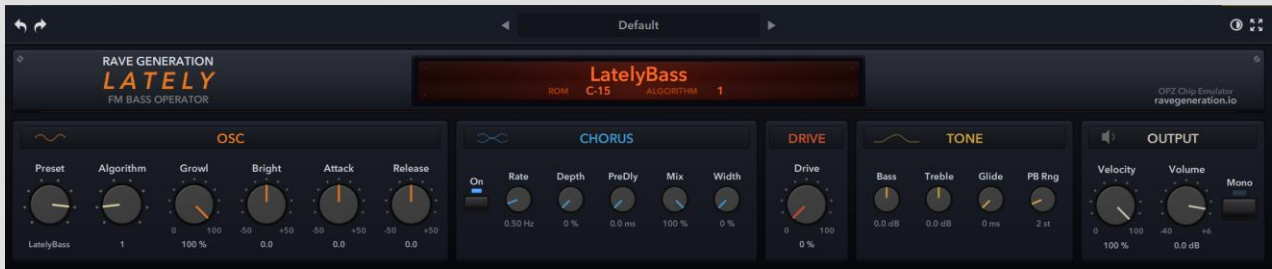 Default
RAVE GENERATION
LATELY
FM BASS OPERATOR
LatelyBass
ROM C-15 ALGORITHM 1
OPZ Chip Emulator
ravegeneration.io
OSC
Preset Algorithm Growl Bright Attack Release
0 100 -50 +50 -50 +50 -50 +50
LatelyBass 1 100 % 0.0 0.0 0.0
CHORUS
On Rate Depth PreDly Mix Width
0.50 Hz 0 % 0.0 ms 100 % 0 %
DRIVE
Drive
0 100
0 %
TONE
Bass Treble Glide PB Rng
0.0 dB 0.0 dB 0 ms 2 st
OUTPUT
Velocity Volume Mono
0 100 -40 +6
100 % 0.0 dB